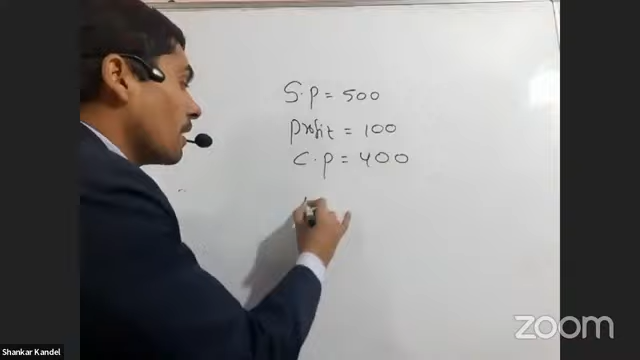 S.p = 500
profit = 100
C.p = 400
Shankar Kandel
zoom